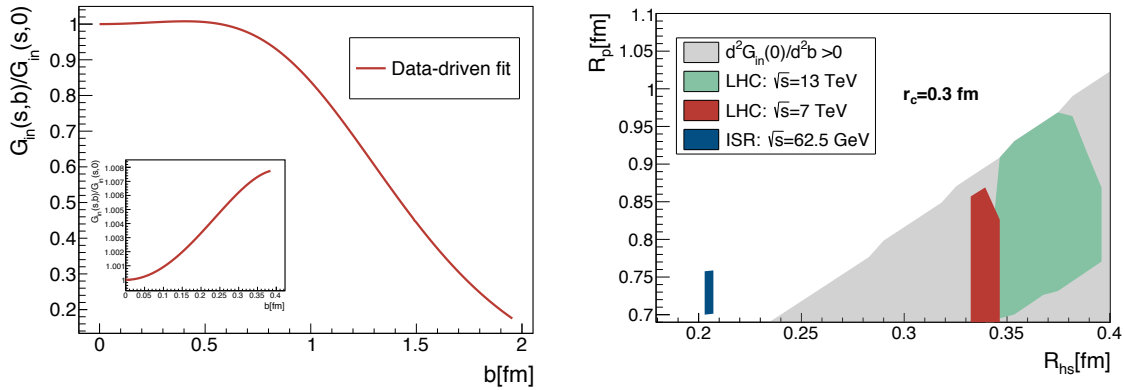 G_in(s,b)/G_in(s,0)
1
0.9
0.8
0.7
0.6
0.5
0.4
0.3
0.2
Data-driven fit
G_in(s,b)/G_in(s,0)
1.008
1.007
1.006
1.005
1.004
1.003
1.002
1.001
1
0 0.05 0.1 0.15 0.2 0.25 0.3 0.35 0.4
b[fm]
0 0.5 1 1.5 2
b[fm]
R_p[fm]
1.1
1.05
1
0.95
0.9
0.85
0.8
0.75
0.7
d²G_in(0)/d²b >0
LHC: √s=13 TeV
LHC: √s=7 TeV
ISR: √s=62.5 GeV
r_c=0.3 fm
0.2 0.25 0.3 0.35 0.4
R_hs[fm]